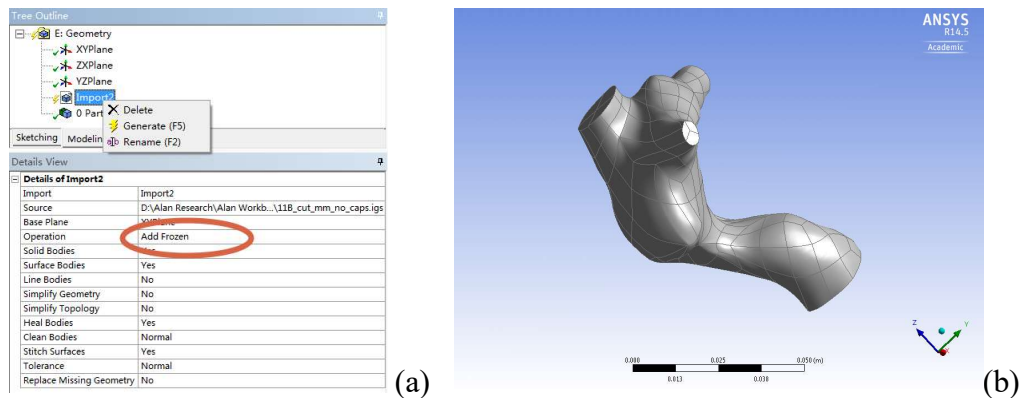 Tree Outline
E: Geometry
XYPlane
ZXPlane
YZPlane
Import2
Delete
0 Part
Generate (F5)
Rename (F2)
Sketching Modelin
Details View
Details of Import2
Import Import2
Source D:\Alan Research\Alan Workb...\11B_cut_mm_no_caps.igs
Base Plane XYPlane
Operation Add Frozen
Solid Bodies Yes
Surface Bodies Yes
Line Bodies No
Simplify Geometry No
Simplify Topology No
Heal Bodies Yes
Clean Bodies Normal
Stitch Surfaces Yes
Tolerance Normal
Replace Missing Geometry No
(a)
ANSYS
R14.5
Academic
Z Y
X
0.000 0.025 0.050 (m)
0.013 0.038
(b)